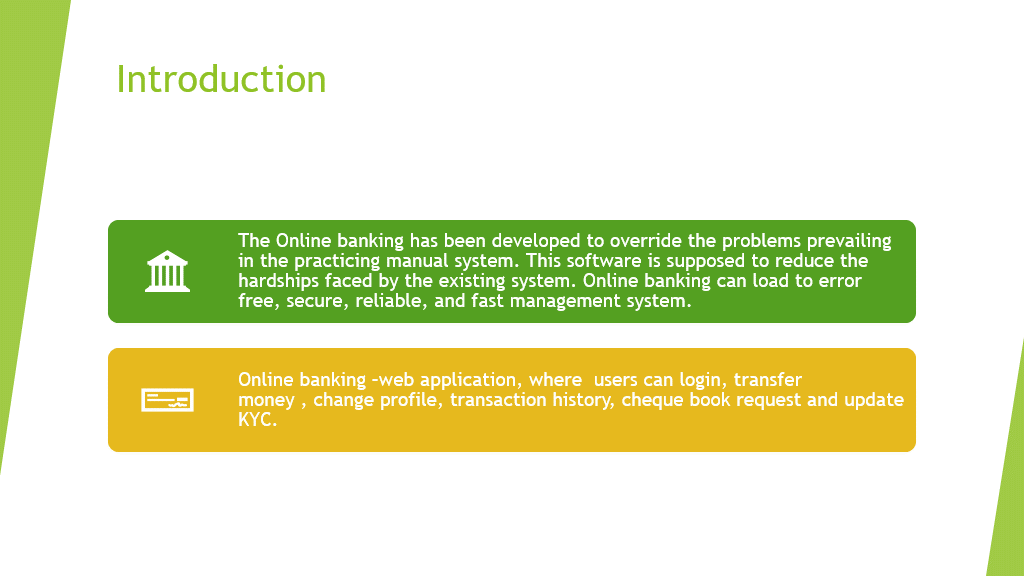 Introduction
The Online banking has been developed to override the problems prevailing
in the practicing manual system. This software is supposed to reduce the
hardships faced by the existing system. Online banking can load to error
free, secure, reliable, and fast management system.
Online banking –web application, where  users can login, transfer
money , change profile, transaction history, cheque book request and update
KYC.